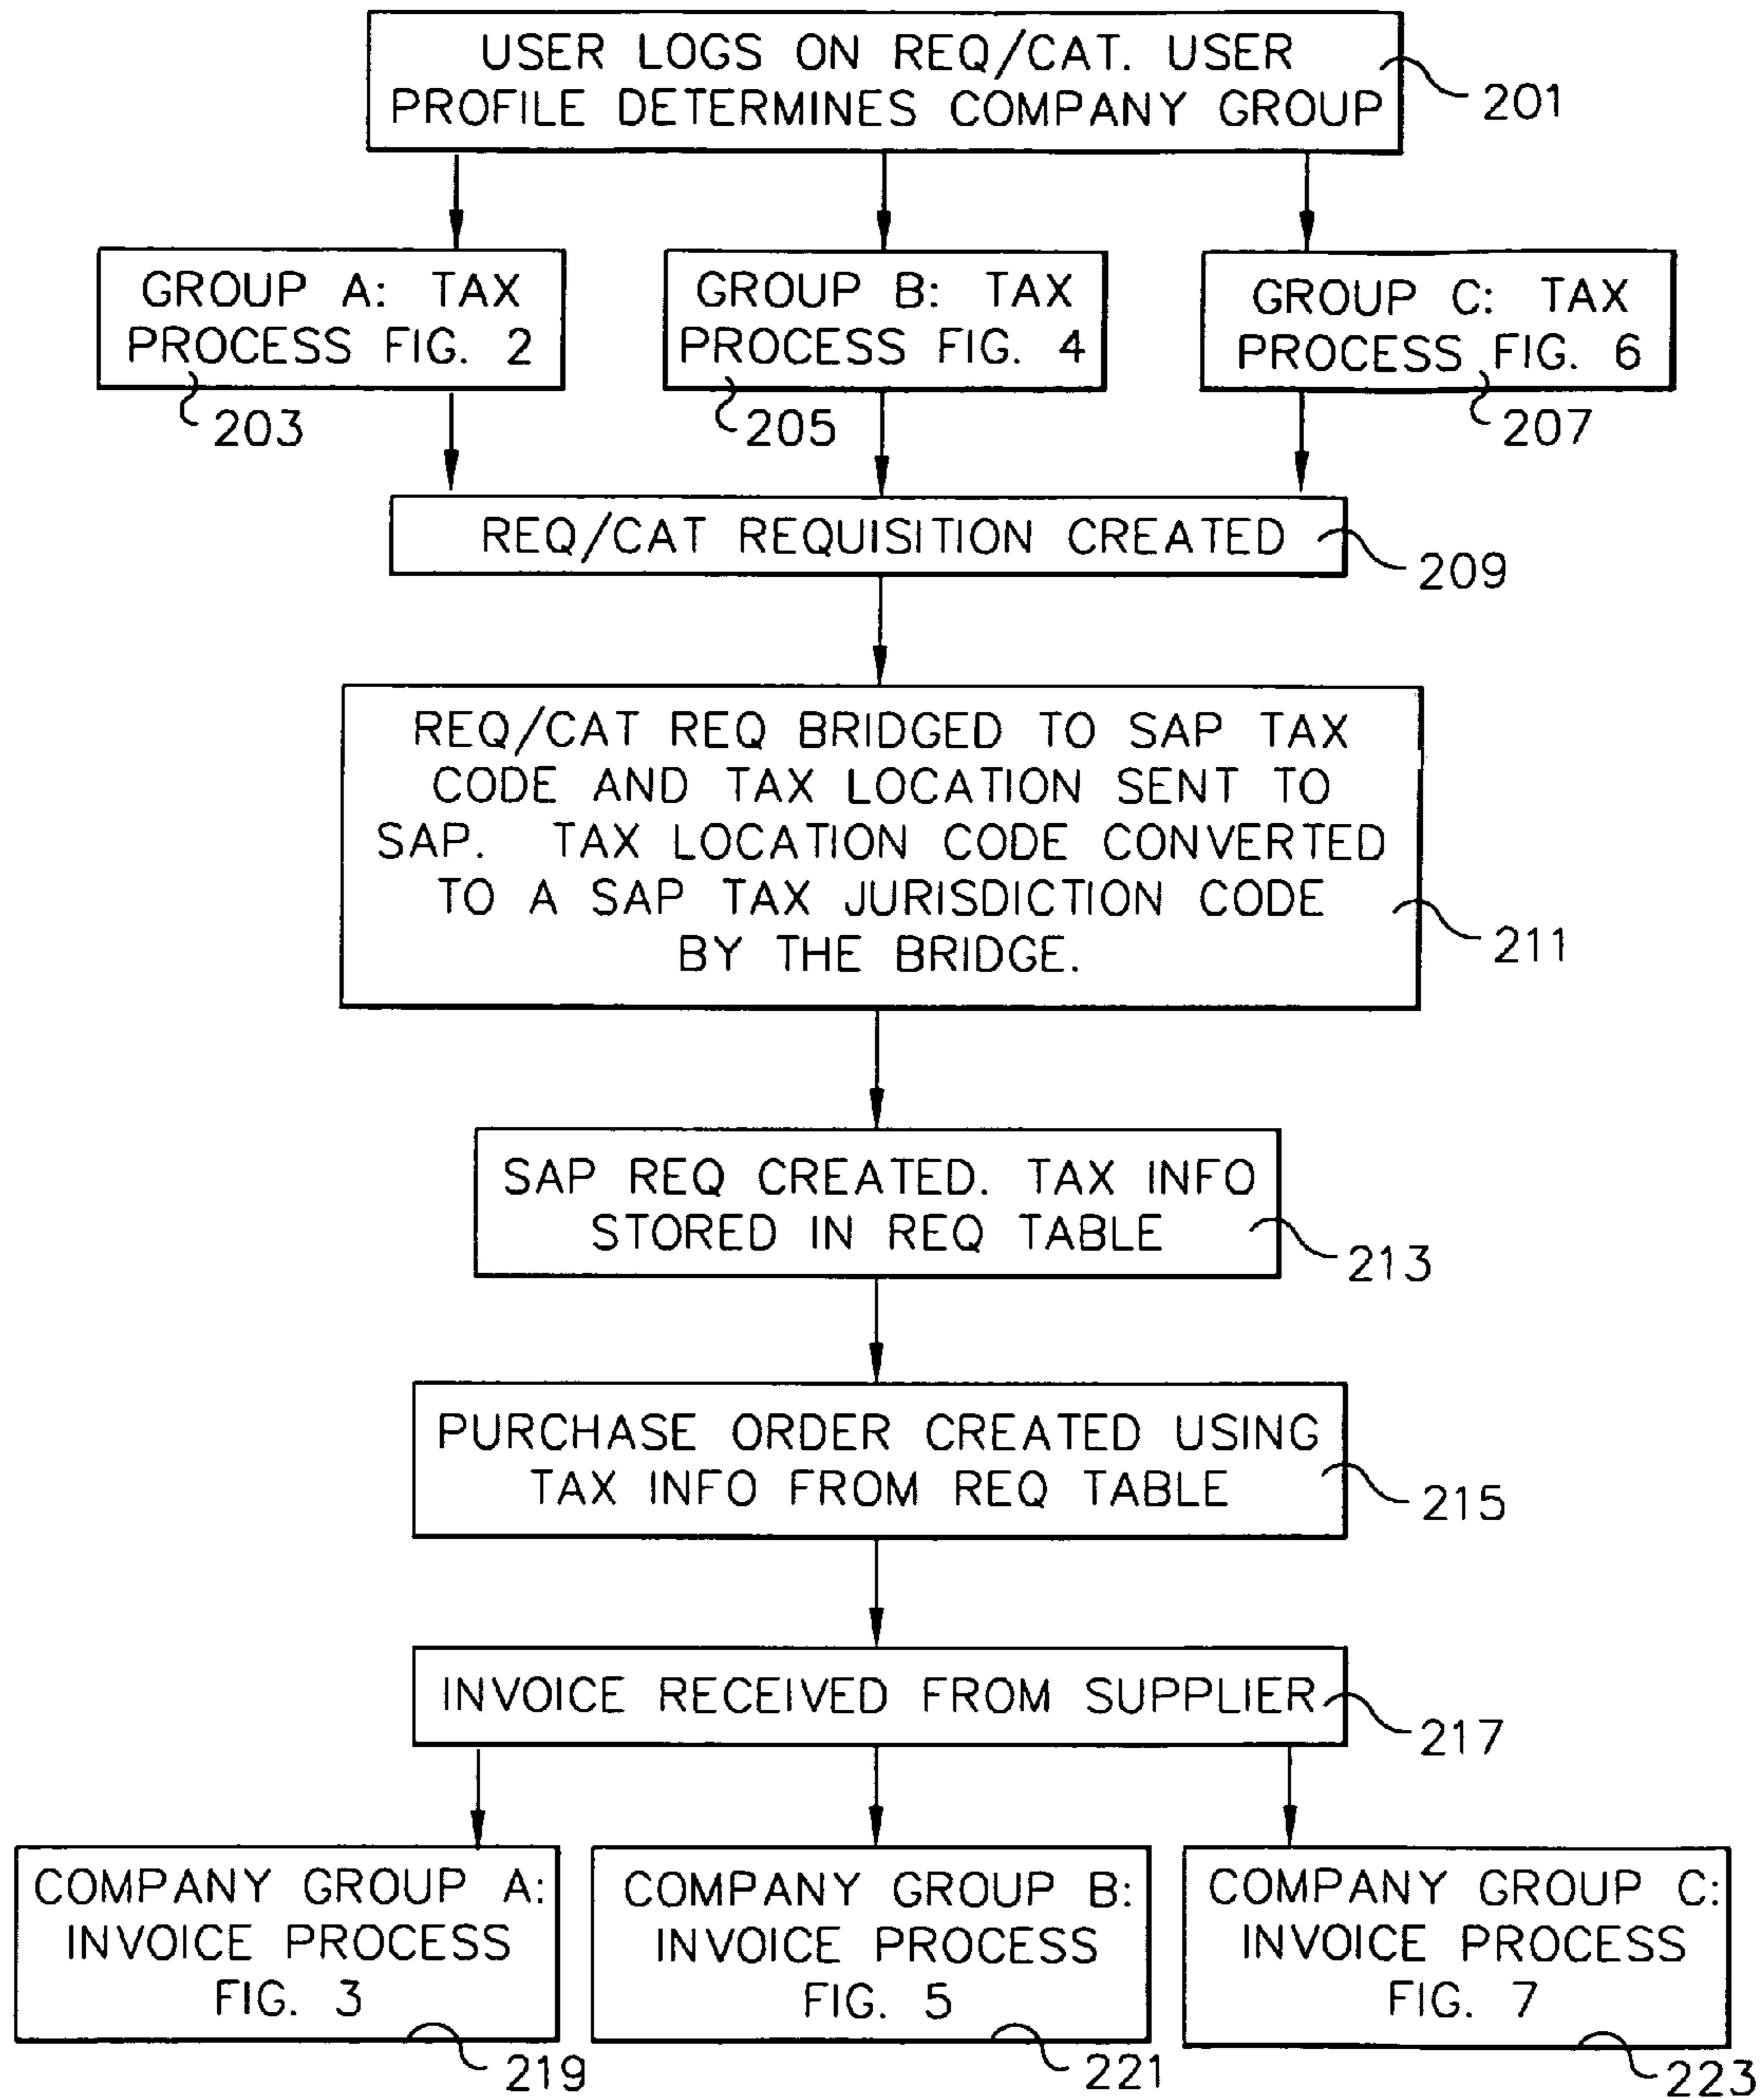 USER LOGS ON REQ/CAT. USER
PROFILE DETERMINES COMPANY GROUP
201
GROUP A: TAX
PROCESS FIG. 2
203
GROUP B: TAX
PROCESS FIG. 4
205
GROUP C: TAX
PROCESS FIG. 6
207
REQ/CAT REQUISITION CREATED
209
REQ/CAT REQ BRIDGED TO SAP TAX
CODE AND TAX LOCATION SENT TO
SAP. TAX LOCATION CODE CONVERTED
TO A SAP TAX JURISDICTION CODE
BY THE BRIDGE.
211
SAP REQ CREATED. TAX INFO
STORED IN REQ TABLE
213
PURCHASE ORDER CREATED USING
TAX INFO FROM REQ TABLE
215
INVOICE RECEIVED FROM SUPPLIER
217
COMPANY GROUP A:
INVOICE PROCESS
FIG. 3
219
COMPANY GROUP B:
INVOICE PROCESS
FIG. 5
221
COMPANY GROUP C:
INVOICE PROCESS
FIG. 7
223